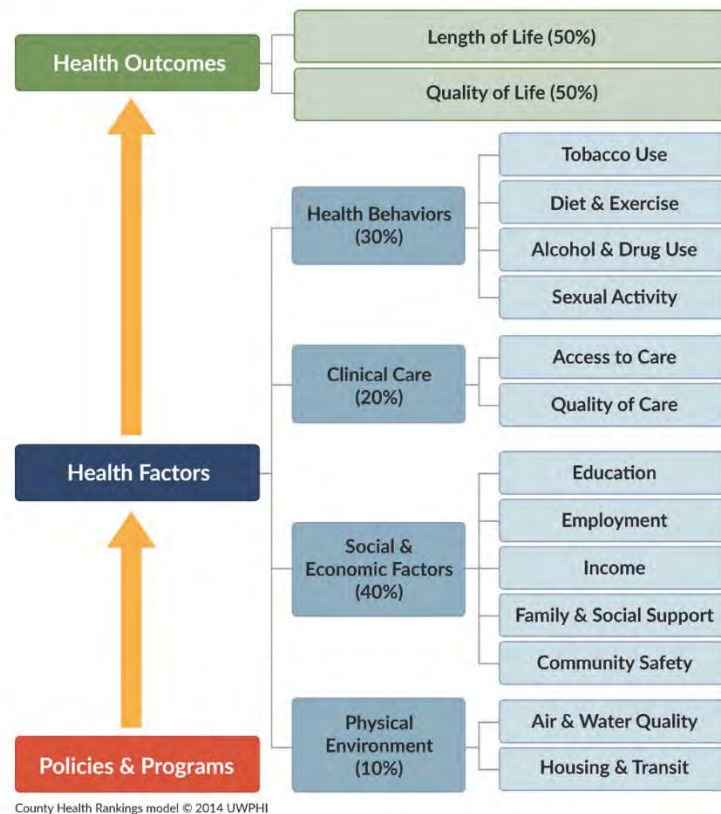 Health Outcomes
Length of Life (50%)
Quality of Life (50%)
Health Factors
Health Behaviors
(30%)
Tobacco Use
Diet & Exercise
Alcohol & Drug Use
Sexual Activity
Clinical Care
(20%)
Access to Care
Quality of Care
Social &
Economic Factors
(40%)
Education
Employment
Income
Family & Social Support
Community Safety
Physical
Environment
(10%)
Air & Water Quality
Housing & Transit
Policies & Programs
County Health Rankings model © 2014 UWPHI